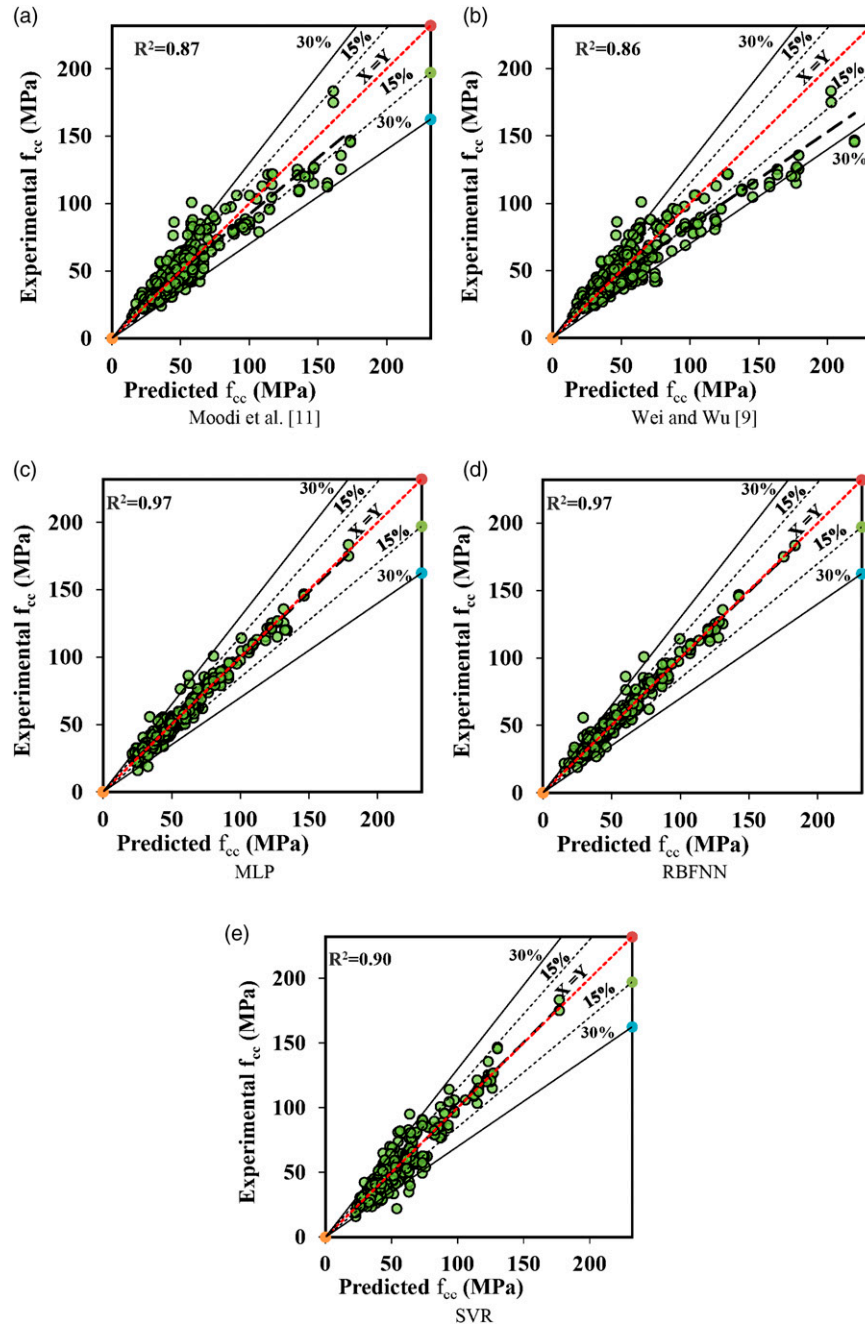 (a)
R²=0.87
30%
15%
X =Y
15%
30%
Experimental f_cc (MPa)
200
150
100
50
0
0 50 100 150 200
Predicted f_cc (MPa)
Moodi et al. [11]
(b)
R²=0.86
30%
15%
X =Y
15%
30%
Experimental f_cc (MPa)
200
150
100
50
0
0 50 100 150 200
Predicted f_cc (MPa)
Wei and Wu [9]
(c)
R²=0.97
30%
15%
X =Y
15%
30%
Experimental f_cc (MPa)
200
150
100
50
0
0 50 100 150 200
Predicted f_cc (MPa)
MLP
(d)
R²=0.97
30%
15%
X =Y
15%
30%
Experimental f_cc (MPa)
200
150
100
50
0
0 50 100 150 200
Predicted f_cc (MPa)
RBFNN
(e)
R²=0.90
30%
15%
X =Y
15%
30%
Experimental f_cc (MPa)
200
150
100
50
0
0 50 100 150 200
Predicted f_cc (MPa)
SVR